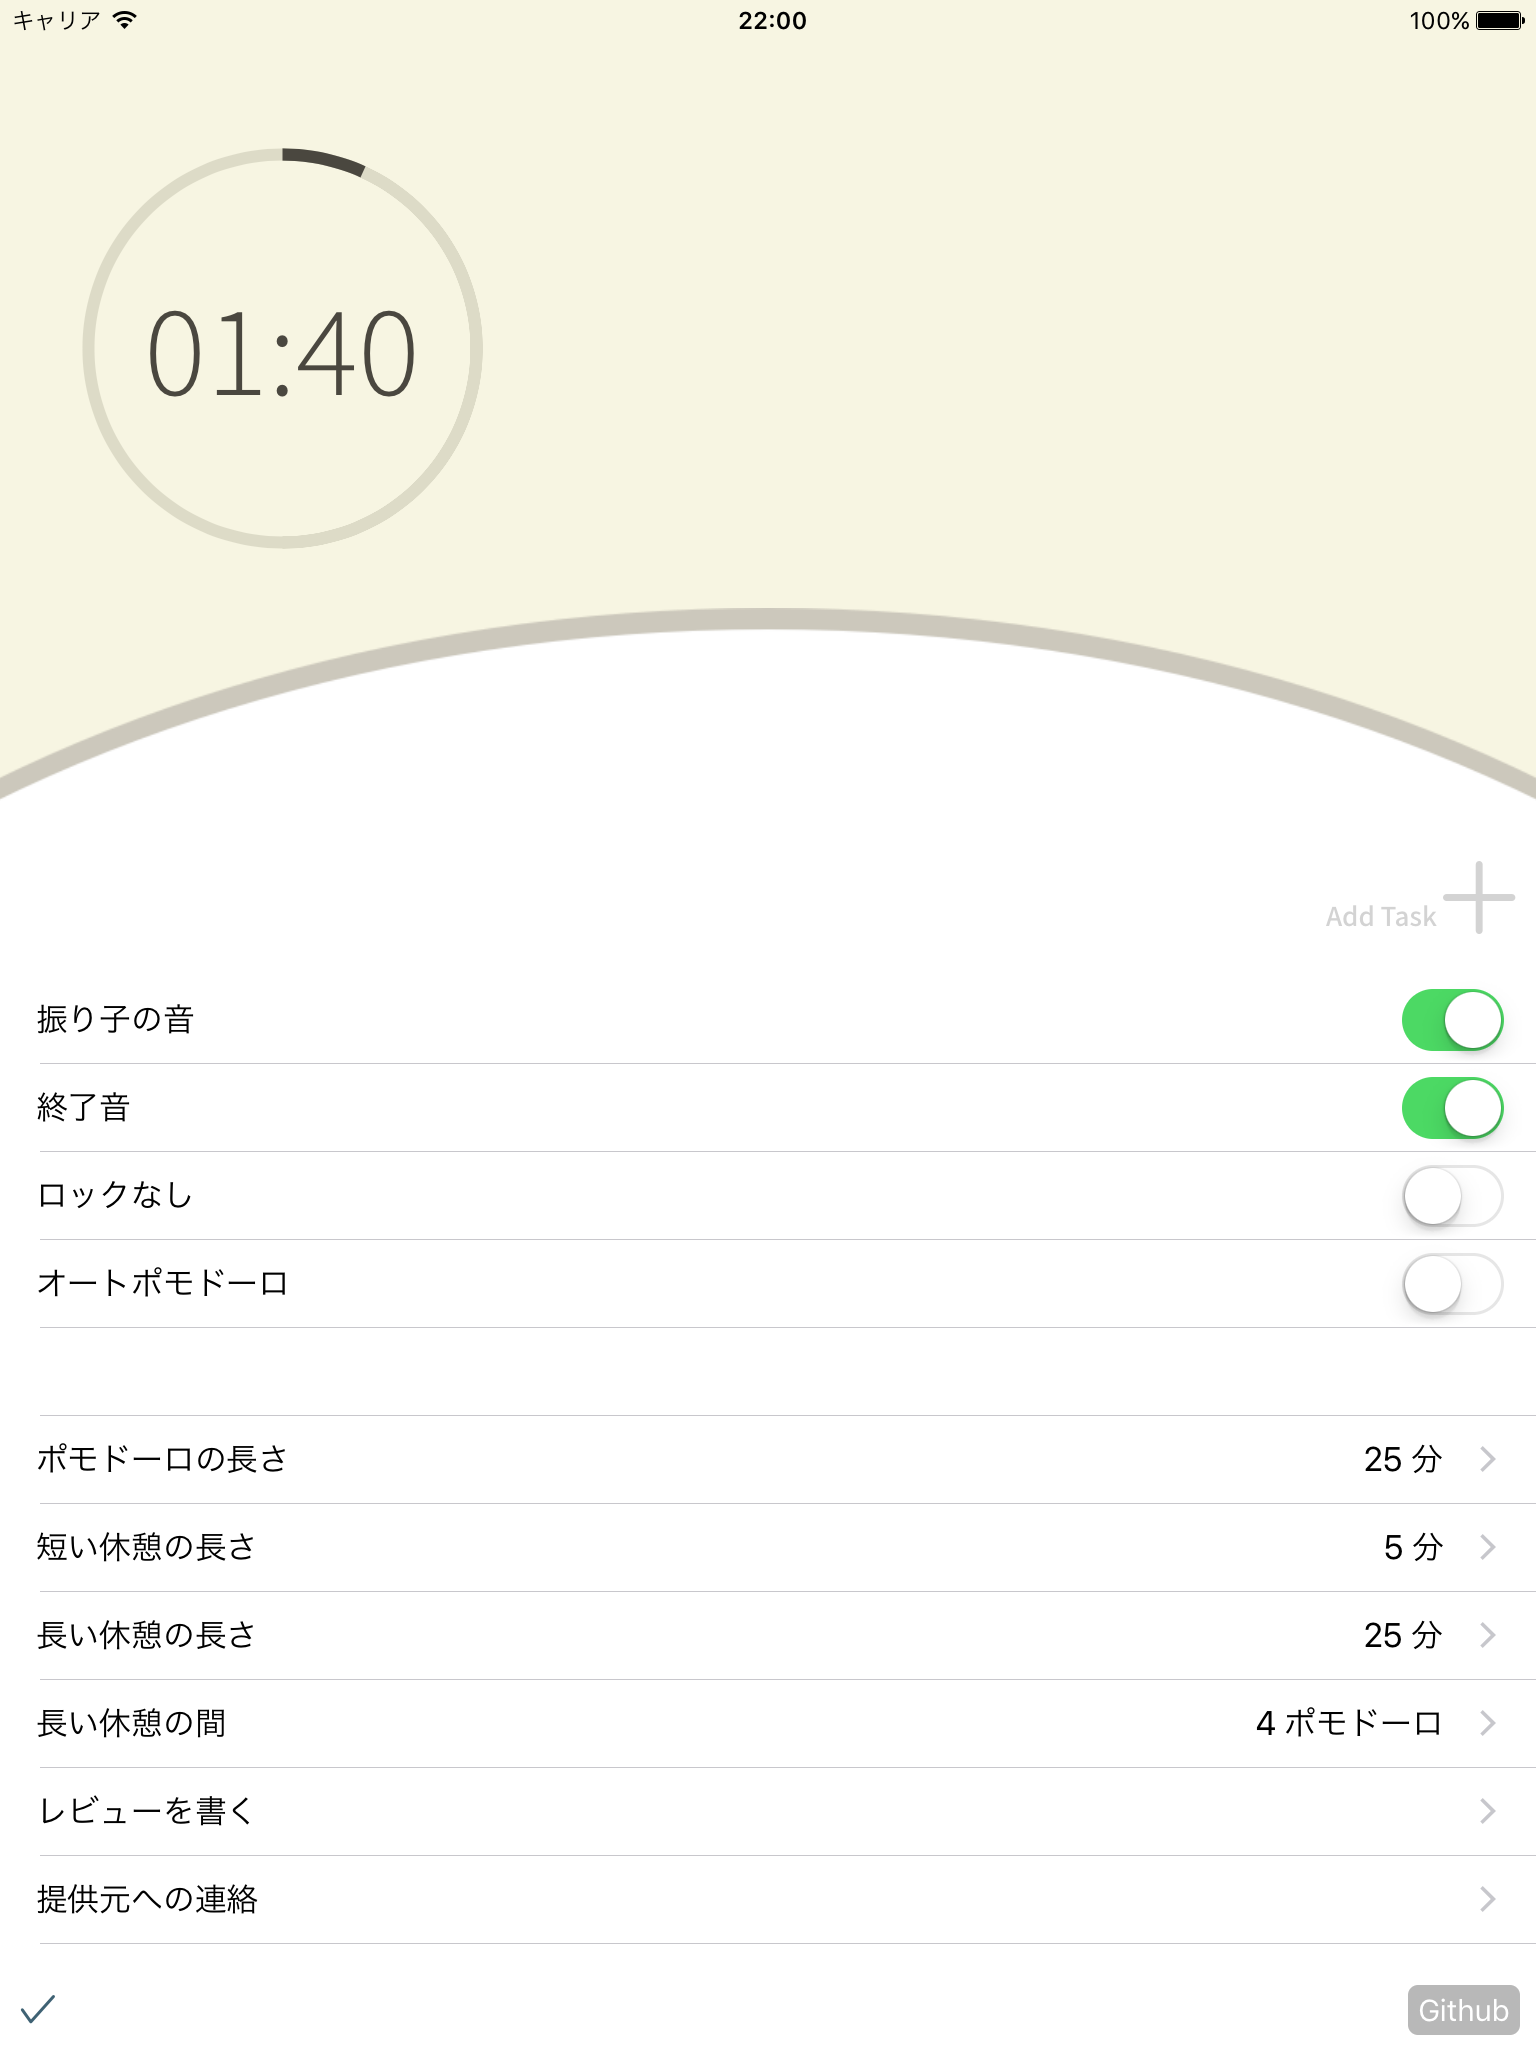 キャリア 22:00 100%
01:40
Add Task
振り子の音
終了音
ロックなし
オートポモドーロ
ポモドーロの長さ 25 分
短い休憩の長さ 5 分
長い休憩の長さ 25 分
長い休憩の間 4 ポモドーロ
レビューを書く
提供元への連絡
Github